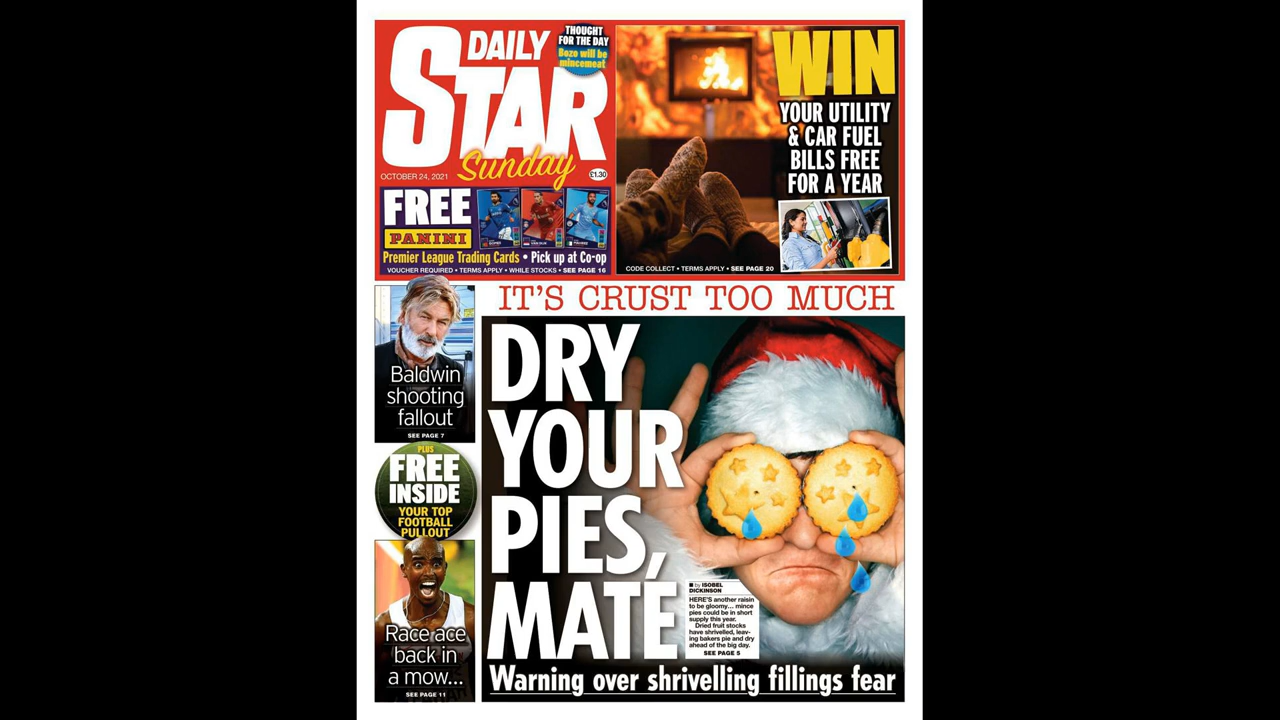 DAILY
STAR
Sunday
THOUGHT
FOR THE DAY
Bozo will be
mincemeat
OCTOBER 24, 2021
£1.30
FREE
PANINI
Premier League Trading Cards • Pick up at Co-op
VOUCHER REQUIRED • TERMS APPLY • WHILE STOCKS • SEE PAGE 16
WIN
YOUR UTILITY
& CAR FUEL
BILLS FREE
FOR A YEAR
CODE COLLECT • TERMS APPLY • SEE PAGE 20
Baldwin
shooting
fallout
SEE PAGE 7
PLUS
FREE
INSIDE
YOUR TOP
FOOTBALL
PULLOUT
Race ace
back in
a mow...
SEE PAGE 11
IT'S CRUST TOO MUCH
DRY
YOUR
PIES,
MATE
■ by ISOBEL
DICKINSON
HERE'S another raisin
to be gloomy... mince
pies could be in short
supply this year.
Dried fruit stocks
have shrivelled, leav-
ing bakers pie and dry
ahead of the big day.
SEE PAGE 5
Warning over shrivelling fillings fear